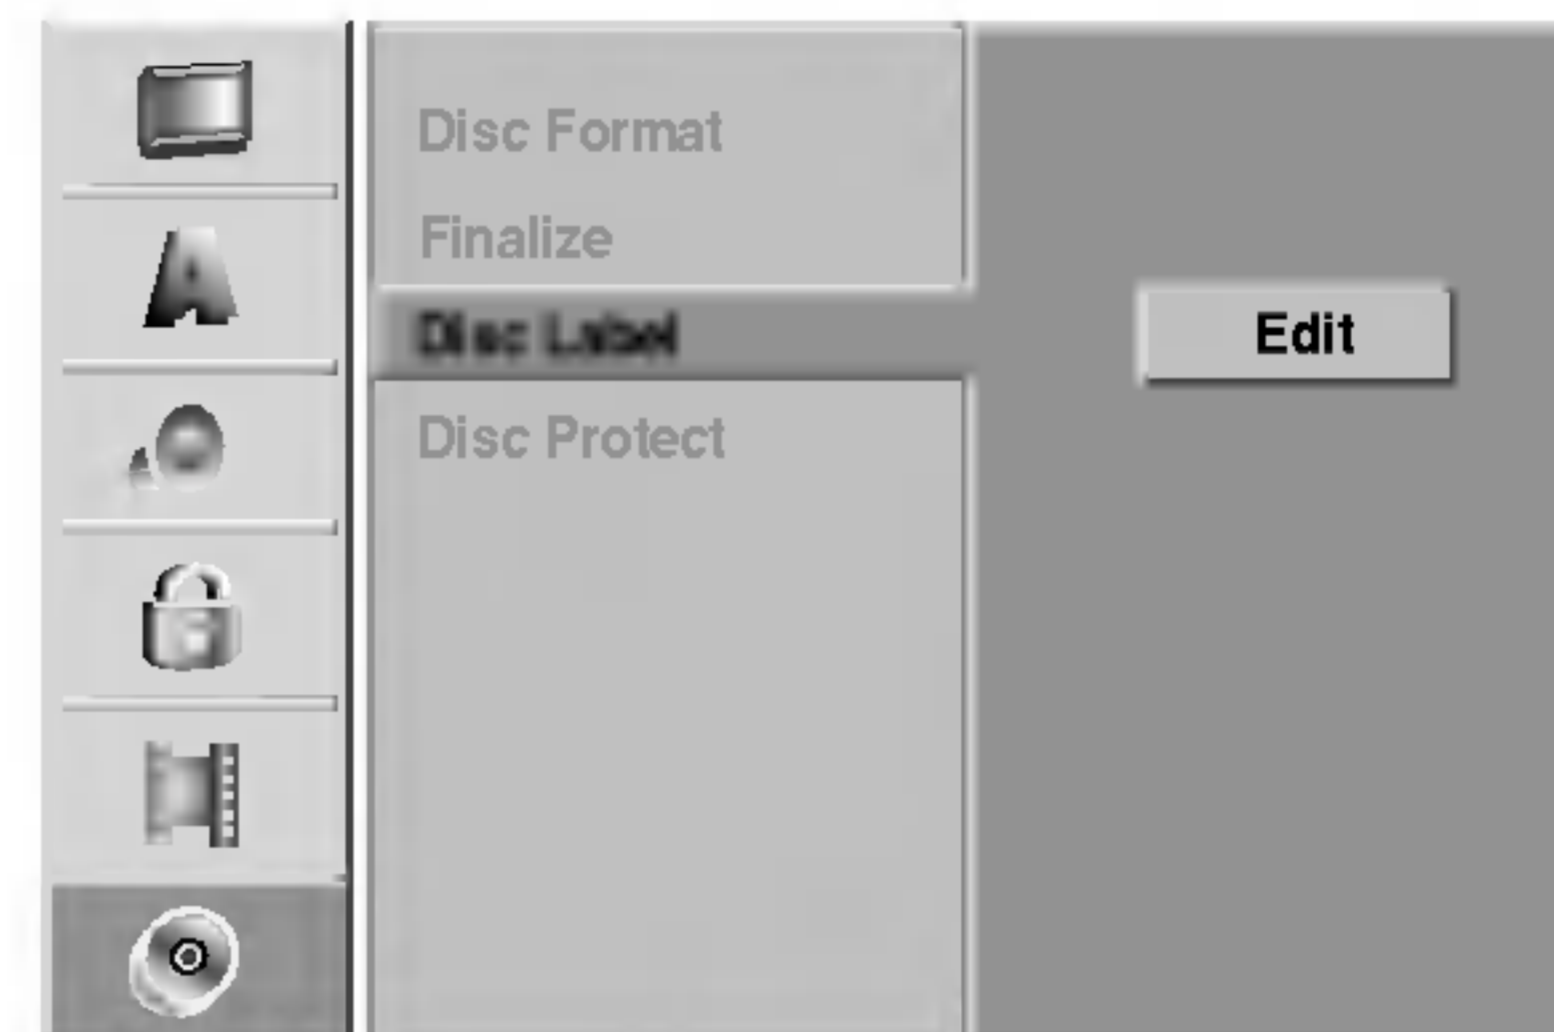 Disc Format
Finalize
Disc Label
Edit
Disc Protect